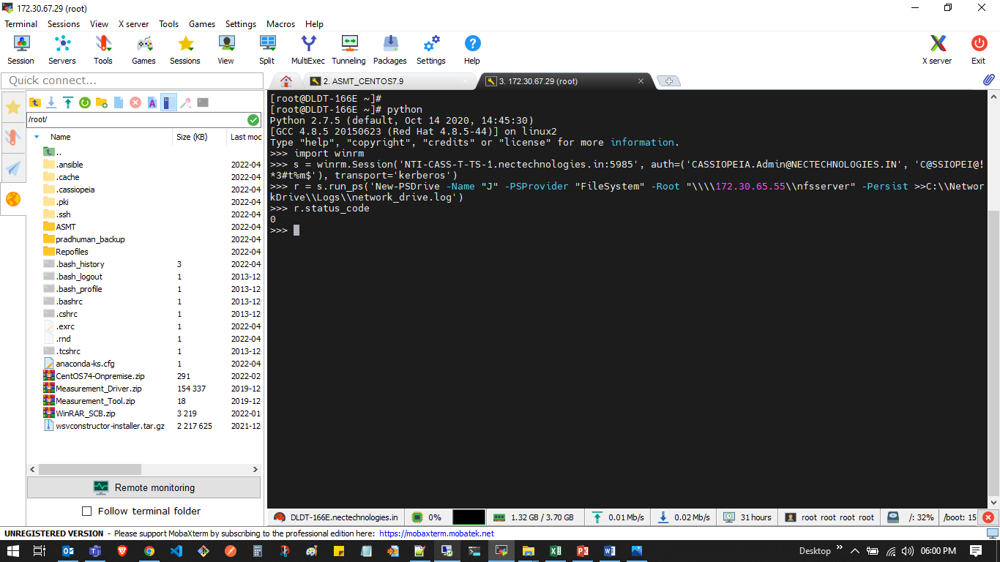 172.30.67.29 (root)
Terminal Sessions View X server Tools Games Settings Macros Help
Session Servers Tools Games Sessions View Split MultiExec Tunneling Packages Settings Help X server Exit
Quick connect...
2. ASMT_CENTOS7.9
3. 172.30.67.29 (root)
/root/
Name Size (KB) Last mod
..
.ansible 2022-04
.cache 2022-04
.cassiopeia 2022-04
.pki 2022-04
.ssh 2022-04
ASMT 2022-04
pradhuman_backup 2022-04
Repofiles 2022-04
.bash_history 3 2022-04
.bash_logout 1 2013-12
.bash_profile 1 2013-12
.bashrc 1 2013-12
.cshrc 1 2013-12
.exrc 1 2022-04
.rnd 1 2022-04
.tcshrc 1 2013-12
anaconda-ks.cfg 1 2022-04
CentOS74-Onpremise.zip 291 2022-02
Measurement_Driver.zip 154 337 2019-12
Measurement_Tool.zip 18 2019-12
WinRAR_SCB.zip 3 219 2022-01
wsvconstructor-installer.tar.gz 2 217 625 2021-12
Remote monitoring
Follow terminal folder
[root@DLDT-166E ~]#
[root@DLDT-166E ~]# python
Python 2.7.5 (default, Oct 14 2020, 14:45:30)
[GCC 4.8.5 20150623 (Red Hat 4.8.5-44)] on linux2
Type "help", "copyright", "credits" or "license" for more information.
>>> import winrm
>>> s = winrm.Session('NTI-CASS-T-TS-1.nectechnologies.in:5985', auth=('CASSIOPEIA.Admin@NECTECHNOLOGIES.IN', 'C@SSIOPEI@!
*3#t%m$'), transport='kerberos')
>>> r = s.run_ps('New-PSDrive -Name "J" -PSProvider "FileSystem" -Root "\\\\172.30.65.55\\nfsserver" -Persist >>C:\\Networ
kDrive\\Logs\\network_drive.log')
>>> r.status_code
0
>>>
DLDT-166E.nectechnologies.in 0% 1.32 GB / 3.70 GB 0.01 Mb/s 0.02 Mb/s 31 hours root root root root /: 32% /boot: 15
UNREGISTERED VERSION - Please support MobaXterm by subscribing to the professional edition here: https://mobaxterm.mobatek.net
Desktop 06:00 PM